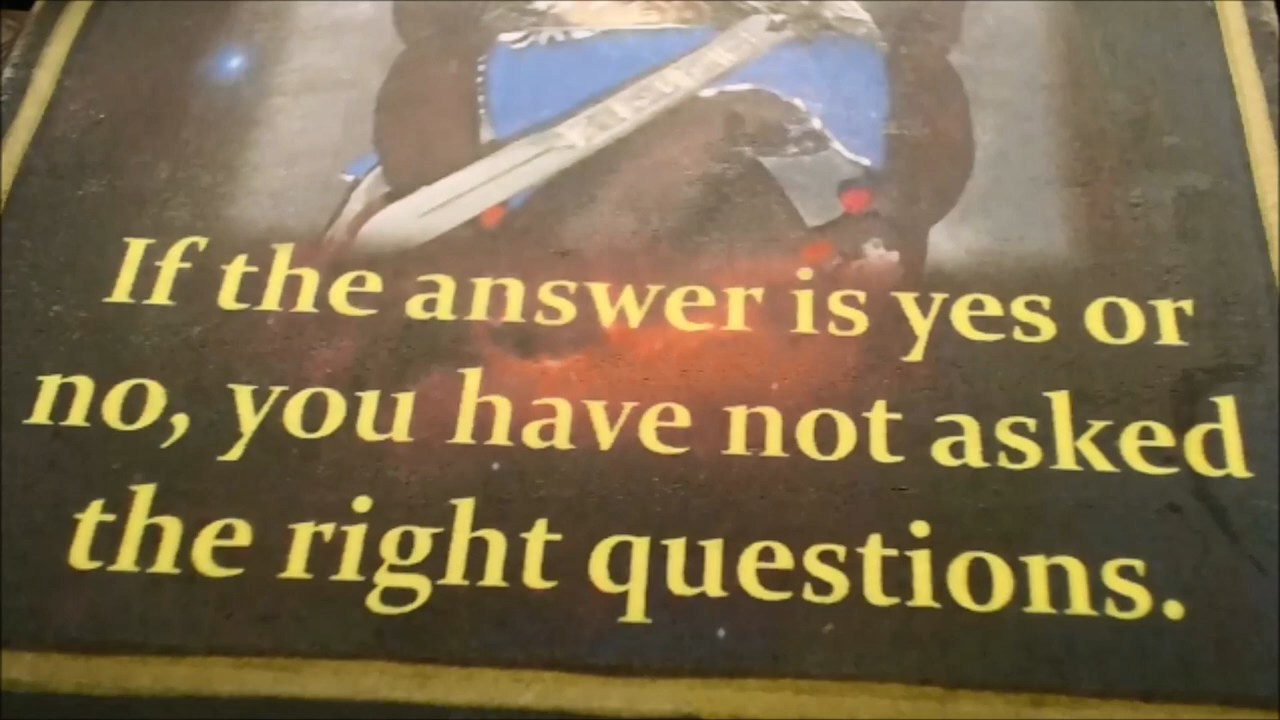 If the answer is yes or
no, you have not asked
the right questions.